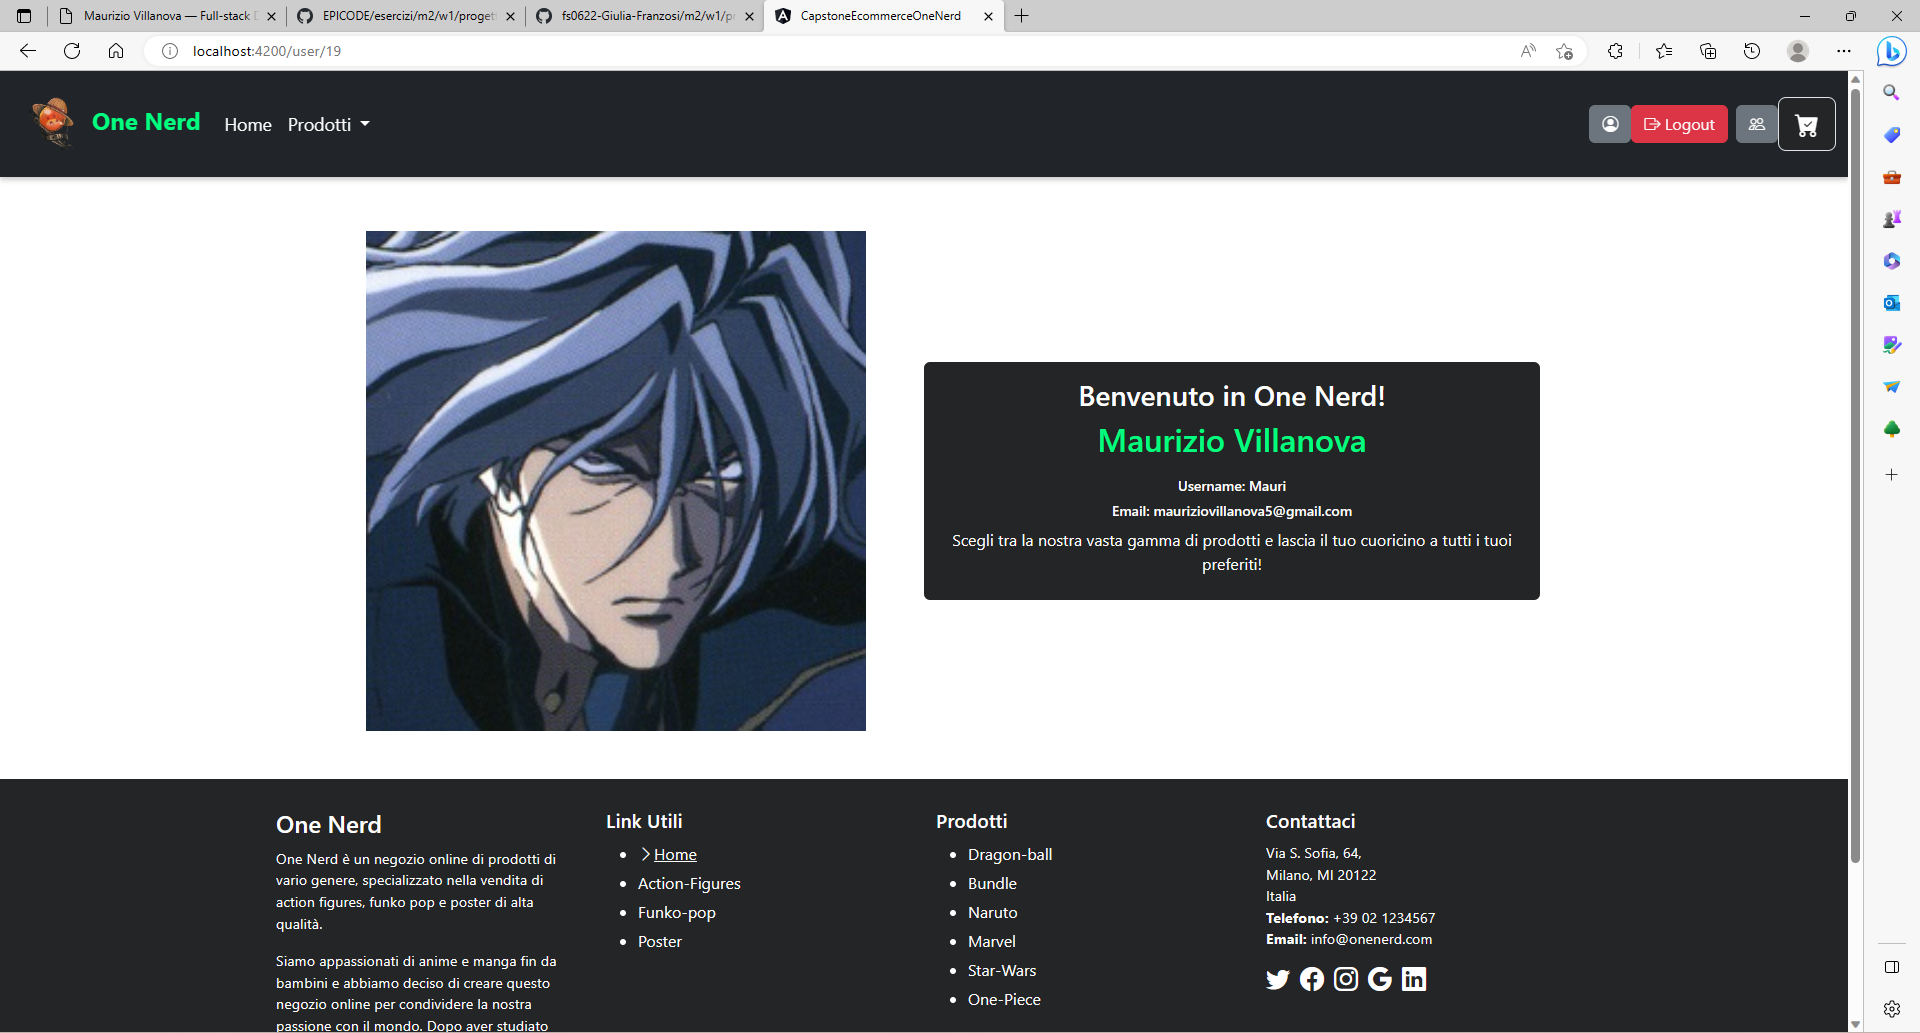 Maurizio Villanova — Full-stack D
EPICODE/esercizi/m2/w1/proget
fs0622-Giulia-Franzosi/m2/w1/pr
CapstoneEcommerceOneNerd
localhost:4200/user/19
One Nerd
Home
Prodotti
Logout
Benvenuto in One Nerd!
Maurizio Villanova
Username: Mauri
Email: mauriziovillanova5@gmail.com
Scegli tra la nostra vasta gamma di prodotti e lascia il tuo cuoricino a tutti i tuoi
preferiti!
One Nerd
One Nerd è un negozio online di prodotti di
vario genere, specializzato nella vendita di
action figures, funko pop e poster di alta
qualità.
Siamo appassionati di anime e manga fin da
bambini e abbiamo deciso di creare questo
negozio online per condividere la nostra
passione con il mondo. Dopo aver studiato
Link Utili
Home
Action-Figures
Funko-pop
Poster
Prodotti
Dragon-ball
Bundle
Naruto
Marvel
Star-Wars
One-Piece
Contattaci
Via S. Sofia, 64,
Milano, MI 20122
Italia
Telefono: +39 02 1234567
Email: info@onenerd.com